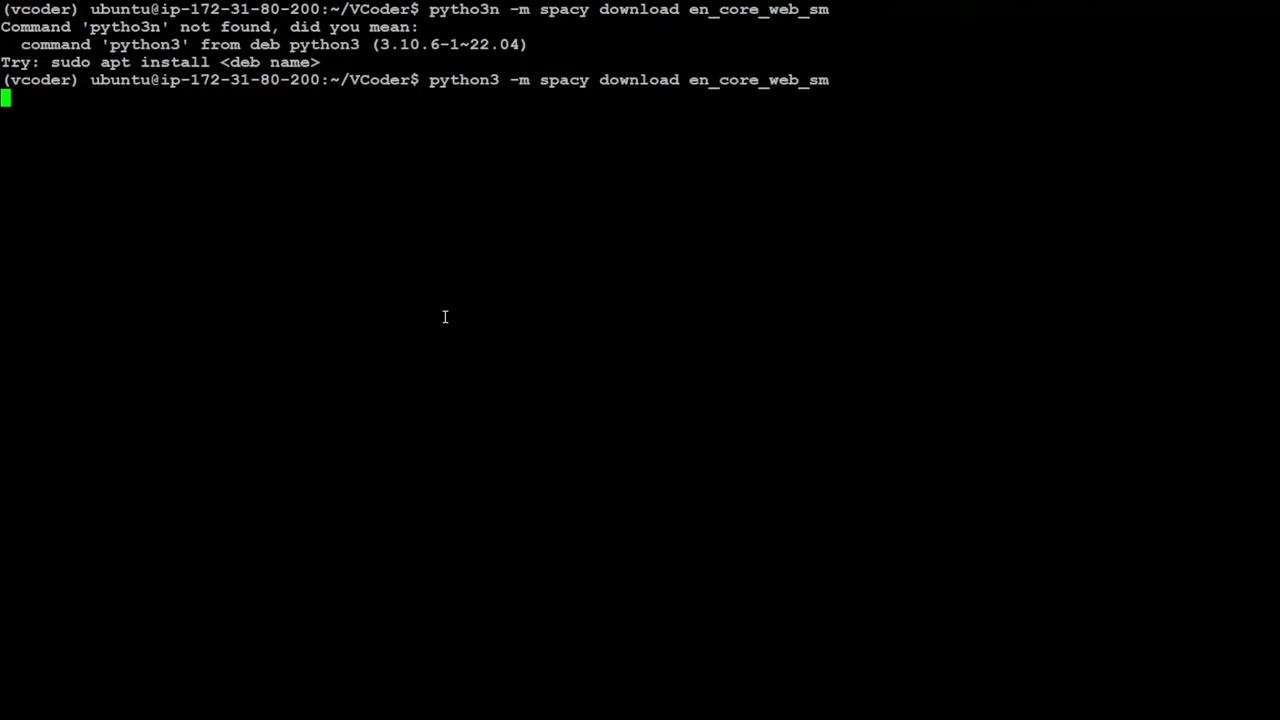 (vcoder) ubuntu@ip-172-31-80-200:~/VCoder$ pytho3n -m spacy download en_core_web_sm
Command 'pytho3n' not found, did you mean:
  command 'python3' from deb python3 (3.10.6-1~22.04)
Try: sudo apt install <deb name>
(vcoder) ubuntu@ip-172-31-80-200:~/VCoder$ python3 -m spacy download en_core_web_sm